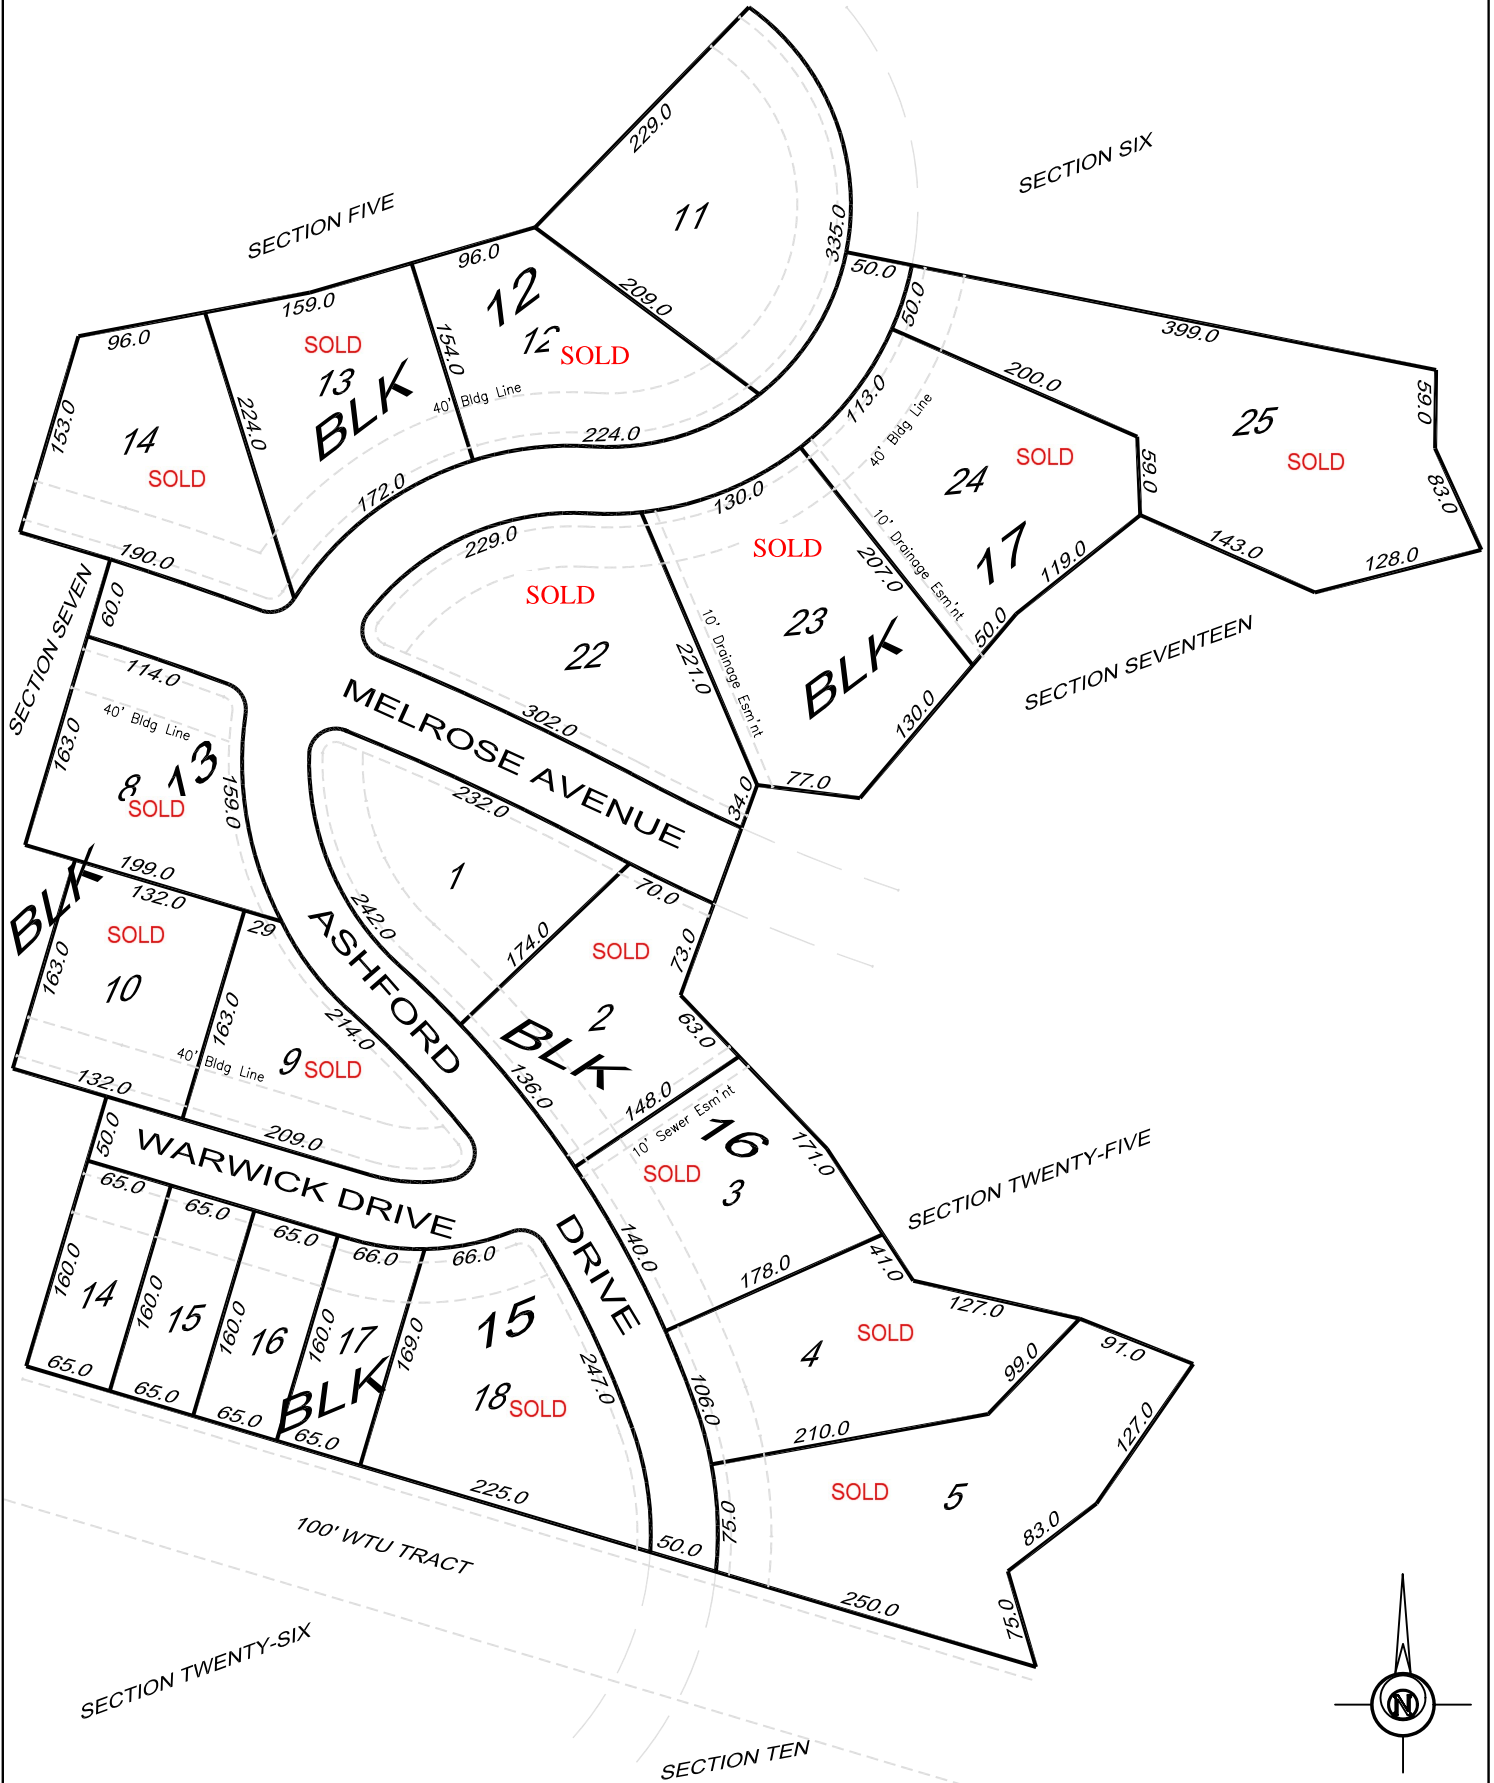 SECTION SIX
SECTION FIVE
229.0
11
335.0
50.0
96.0
12
209.0
50.0
399.0
159.0
96.0
SOLD
13
BLK
154.0
12
SOLD
40' Bldg Line
224.0
113.0
200.0
59.0
25
SOLD
83.0
153.0
14
SOLD
224.0
172.0
190.0
40' Bldg Line
24
SOLD
59.0
143.0
128.0
130.0
229.0
SOLD
207.0
10' Drainage Esm'nt
17
119.0
50.0
SECTION SEVEN
60.0
SOLD
22
221.0
10' Drainage Esm'nt
23
BLK
130.0
SECTION SEVENTEEN
114.0
40' Bldg Line
163.0
8
13
SOLD
159.0
302.0
MELROSE AVENUE
34.0
77.0
232.0
199.0
BLK
132.0
29
SOLD
163.0
10
1
242.0
174.0
70.0
SOLD
73.0
ASHFORD
163.0
214.0
2
63.0
BLK
40' Bldg Line
9
SOLD
132.0
136.0
148.0
10' Sewer Esm'nt
16
171.0
50.0
209.0
WARWICK DRIVE
SOLD
3
SECTION TWENTY-FIVE
65.0
65.0
65.0
66.0
66.0
DRIVE
140.0
178.0
41.0
160.0
14
160.0
15
160.0
16
160.0
17
169.0
15
127.0
SOLD
4
99.0
91.0
BLK
18
SOLD
247.0
106.0
65.0
65.0
65.0
65.0
210.0
127.0
225.0
SOLD
5
100' WTU TRACT
50.0
75.0
83.0
250.0
75.0
SECTION TWENTY-SIX
N
SECTION TEN